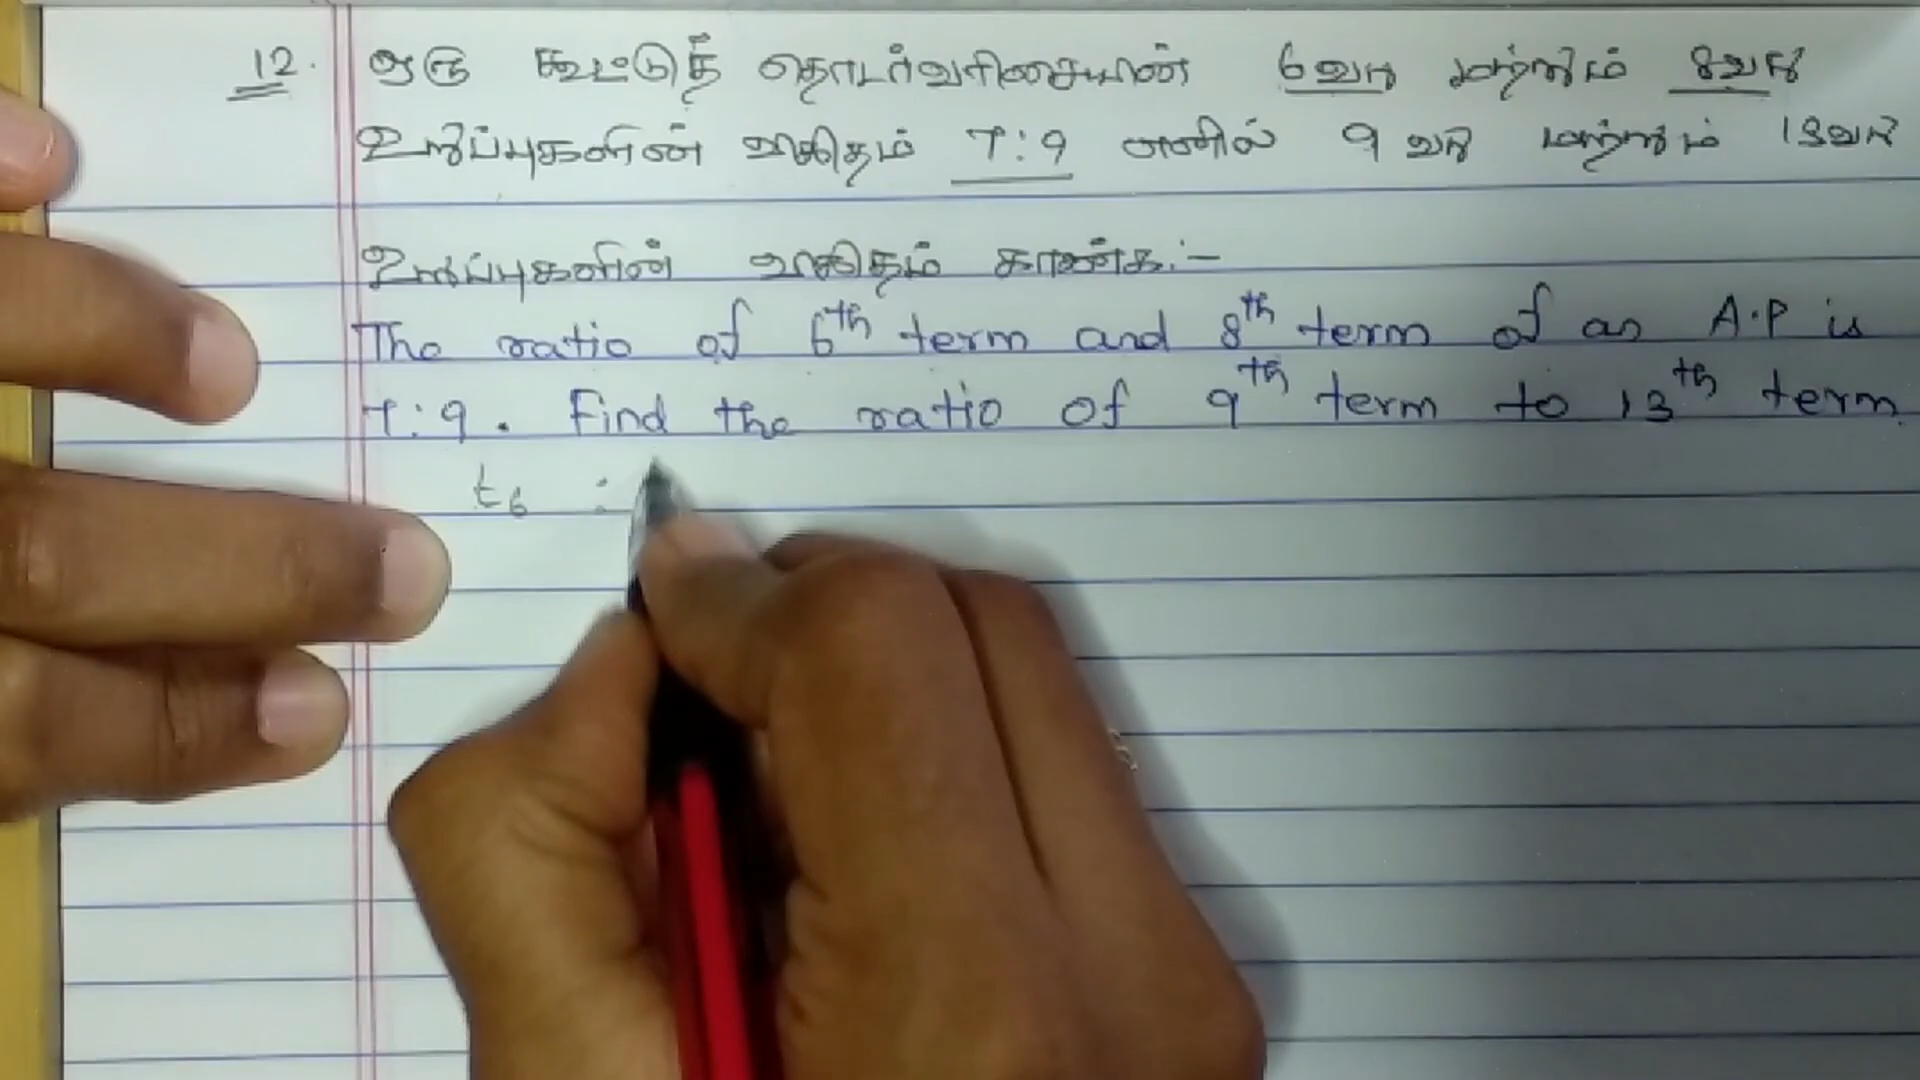 12. ஒரு கூட்டுத் தொடர்வரிசையின் 6வது மற்றும் 8வது
உறுப்புகளின் விகிதம் 7:9 எனில் 9 வது மற்றும் 13வது
உறுப்புகளின் விகிதம் காண்க:-
The ratio of 6th term and 8th term of an A.P is
7:9. Find the ratio of 9th term to 13th term.
t6 :